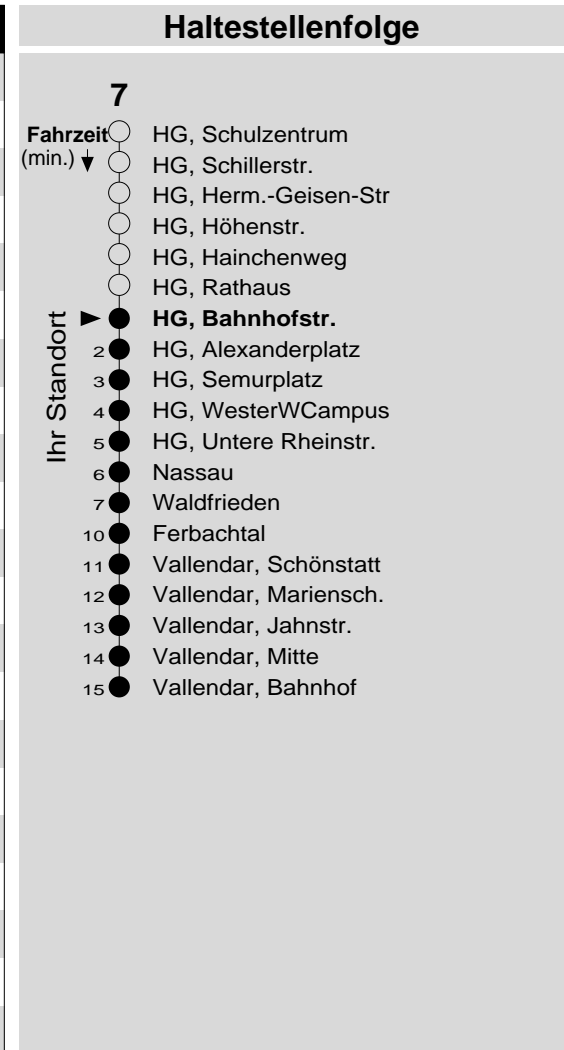 Haltestellenfolge
7
Fahrzeit HG, Schulzentrum
(min.) HG, Schillerstr.
HG, Herm.-Geisen-Str
HG, Höhenstr.
HG, Hainchenweg
HG, Rathaus
Ihr Standort
HG, Bahnhofstr.
2 HG, Alexanderplatz
3 HG, Semurplatz
4 HG, WesterWCampus
5 HG, Untere Rheinstr.
6 Nassau
7 Waldfrieden
10 Ferbachtal
11 Vallendar, Schönstatt
12 Vallendar, Mariensch.
13 Vallendar, Jahnstr.
14 Vallendar, Mitte
15 Vallendar, Bahnhof